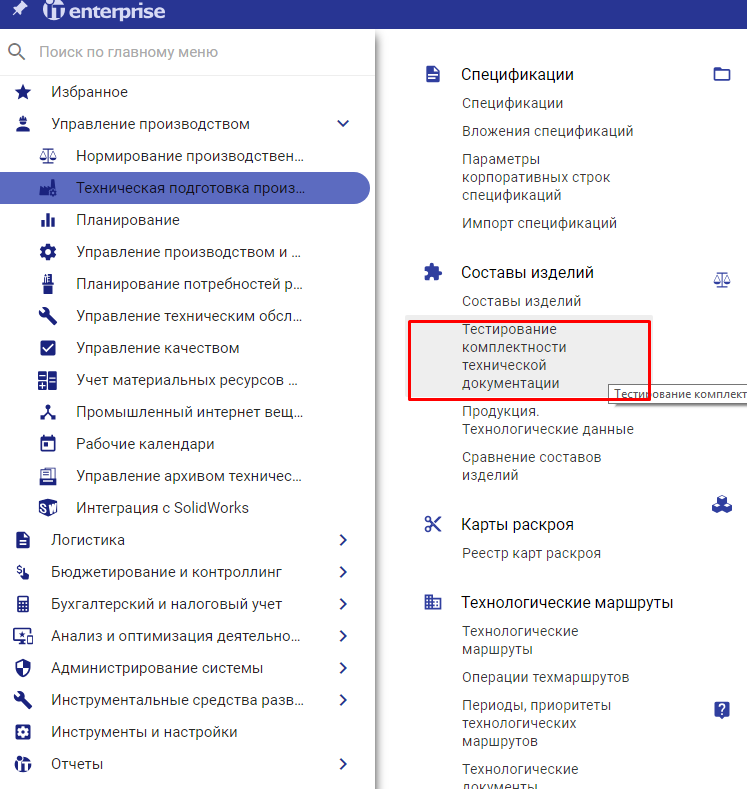 enterprise
Поиск по главному меню
Избранное
Управление производством
Нормирование производствен...
Техническая подготовка произ...
Планирование
Управление производством и ...
Планирование потребностей р...
Управление техническим обсл...
Управление качеством
Учет материальных ресурсов ...
Промышленный интернет вещ...
Рабочие календари
Управление архивом техничес...
Интеграция с SolidWorks
Логистика
Бюджетирование и контроллинг
Бухгалтерский и налоговый учет
Анализ и оптимизация деятельно...
Администрирование системы
Инструментальные средства разв...
Инструменты и настройки
Отчеты
Спецификации
Спецификации
Вложения спецификаций
Параметры
корпоративных строк
спецификаций
Импорт спецификаций
Составы изделий
Составы изделий
Тестирование
комплектности
технической
документации
Тестирование комплект
Продукция.
Технологические данные
Сравнение составов
изделий
Карты раскроя
Реестр карт раскроя
Технологические маршруты
Технологические
маршруты
Операции техмаршрутов
Периоды, приоритеты
технологических
маршрутов
Технологические
документы